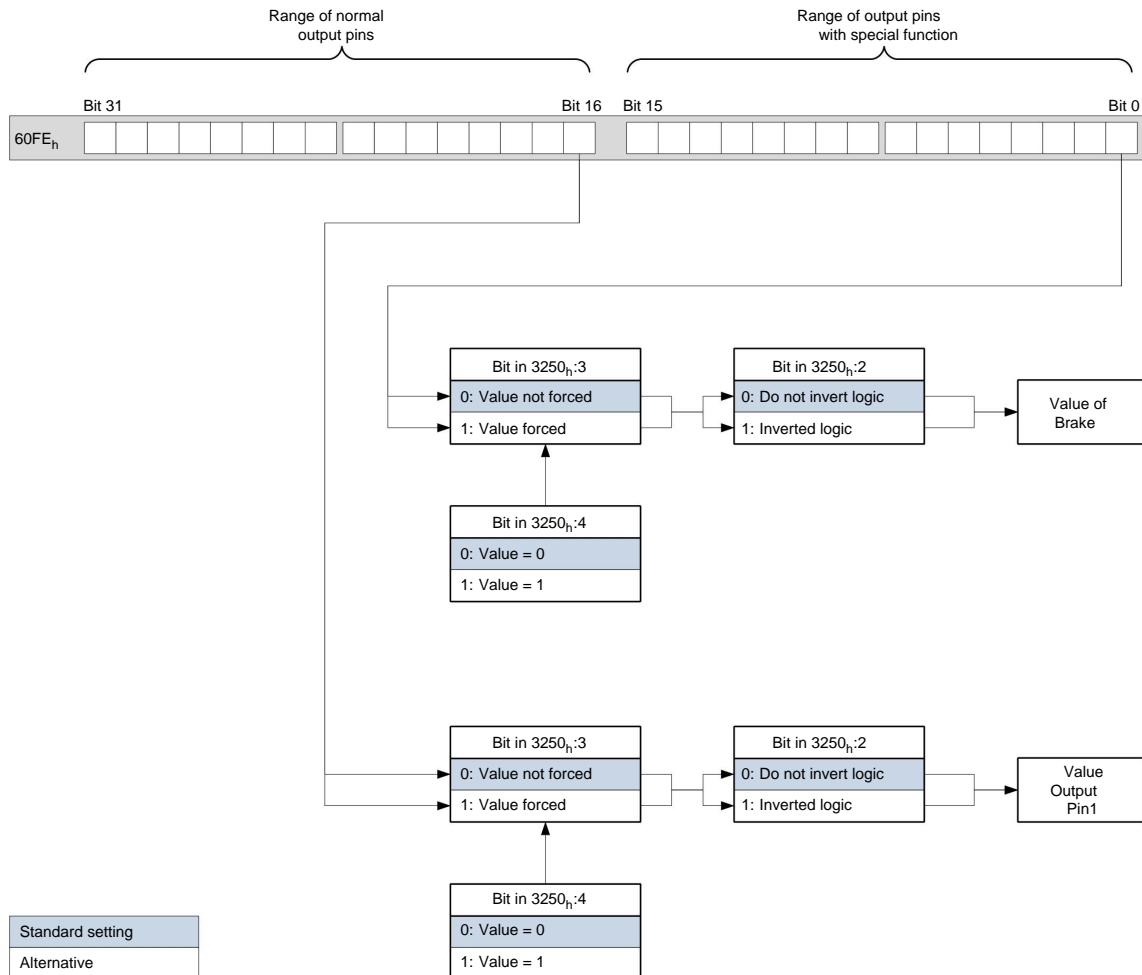 Range of normal
output pins
Range of output pins
with special function
Bit 31
Bit 16
Bit 15
Bit 0
60FEh
Bit in 3250h:3
0: Value not forced
1: Value forced
Bit in 3250h:2
0: Do not invert logic
1: Inverted logic
Value of
Brake
Bit in 3250h:4
0: Value = 0
1: Value = 1
Bit in 3250h:3
0: Value not forced
1: Value forced
Bit in 3250h:2
0: Do not invert logic
1: Inverted logic
Value
Output
Pin1
Bit in 3250h:4
0: Value = 0
1: Value = 1
Standard setting
Alternative